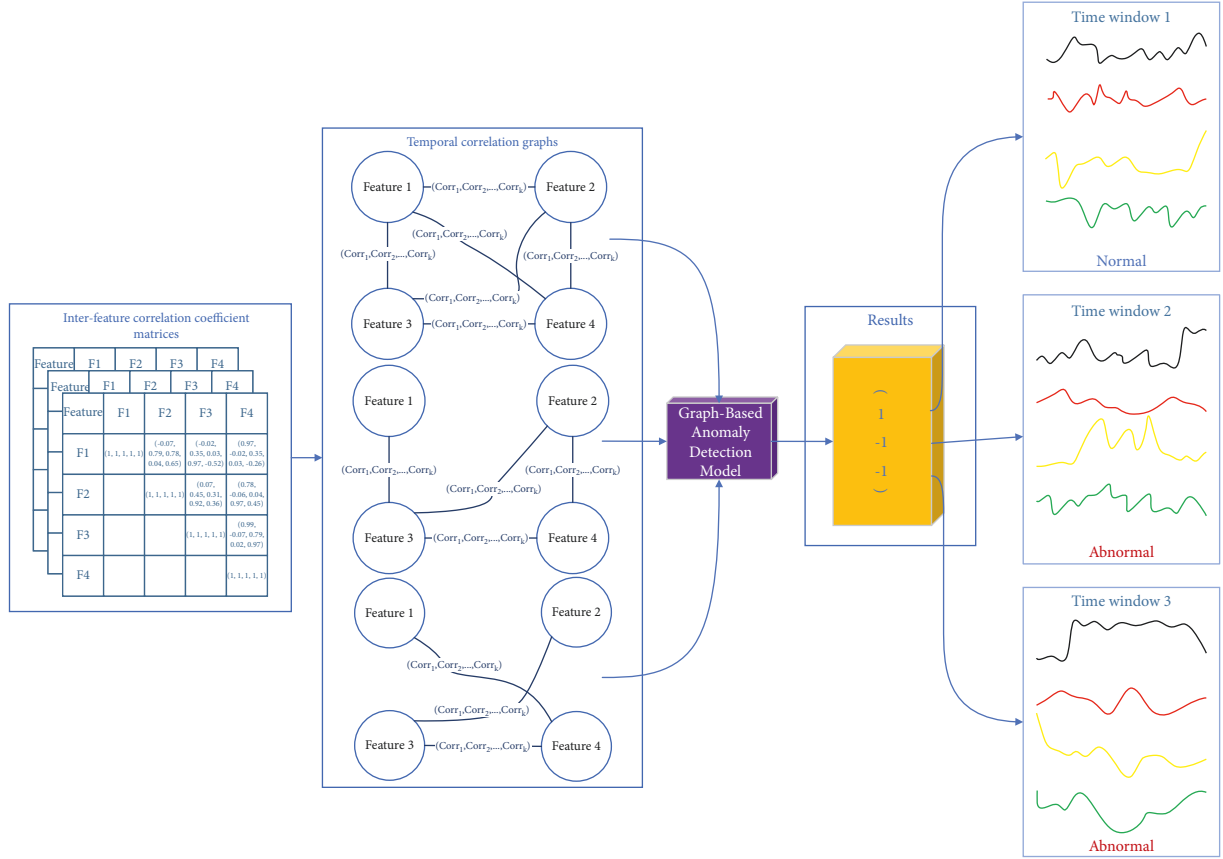 Inter-feature correlation coefficient
matrices
Feature F1 F2 F3 F4
Feature F1 F2 F3 F4
Feature F1 F2 F3 F4
F1 (1, 1, 1, 1, 1) (-0.07, 0.79, 0.78, 0.04, 0.65) (-0.02, 0.35, 0.03, 0.97, -0.52) (0.97, -0.02, 0.35, 0.03, -0.26)
F2 (1, 1, 1, 1, 1) (0.07, 0.45, 0.31, 0.92, 0.36) (0.78, -0.06, 0.04, 0.97, 0.45)
F3 (1, 1, 1, 1, 1) (0.99, -0.07, 0.79, 0.02, 0.97)
F4 (1, 1, 1, 1, 1)
Temporal correlation graphs
Feature 1 (Corr1,Corr2,...,Corrk) Feature 2
(Corr1,Corr2,...,Corrk)
(Corr1,Corr2,...,Corrk) (Corr1,Corr2,...,Corrk)
(Corr1,Corr2,...,Corrk)
Feature 3 (Corr1,Corr2,...,Corrk) Feature 4
Feature 1 Feature 2
(Corr1,Corr2,...,Corrk) (Corr1,Corr2,...,Corrk)
(Corr1,Corr2,...,Corrk)
Feature 3 (Corr1,Corr2,...,Corrk) Feature 4
Feature 1 Feature 2
(Corr1,Corr2,...,Corrk)
(Corr1,Corr2,...,Corrk)
Feature 3 (Corr1,Corr2,...,Corrk) Feature 4
Graph-Based
Anomaly
Detection
Model
Results
(
1
-1
-1
)
Time window 1
Normal
Time window 2
Abnormal
Time window 3
Abnormal